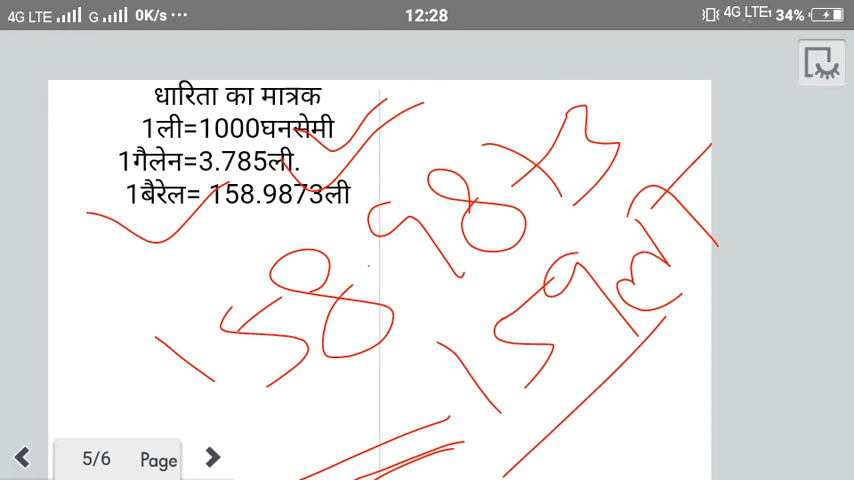 4G LTE G 0K/s ··· 12:28 4G LTE 34%
धारिता का मात्रक
1ली=1000घनसेमी
1गैलेन=3.785ली.
1बैरेल= 158.9873ली
158.9873
159ली
5/6 Page